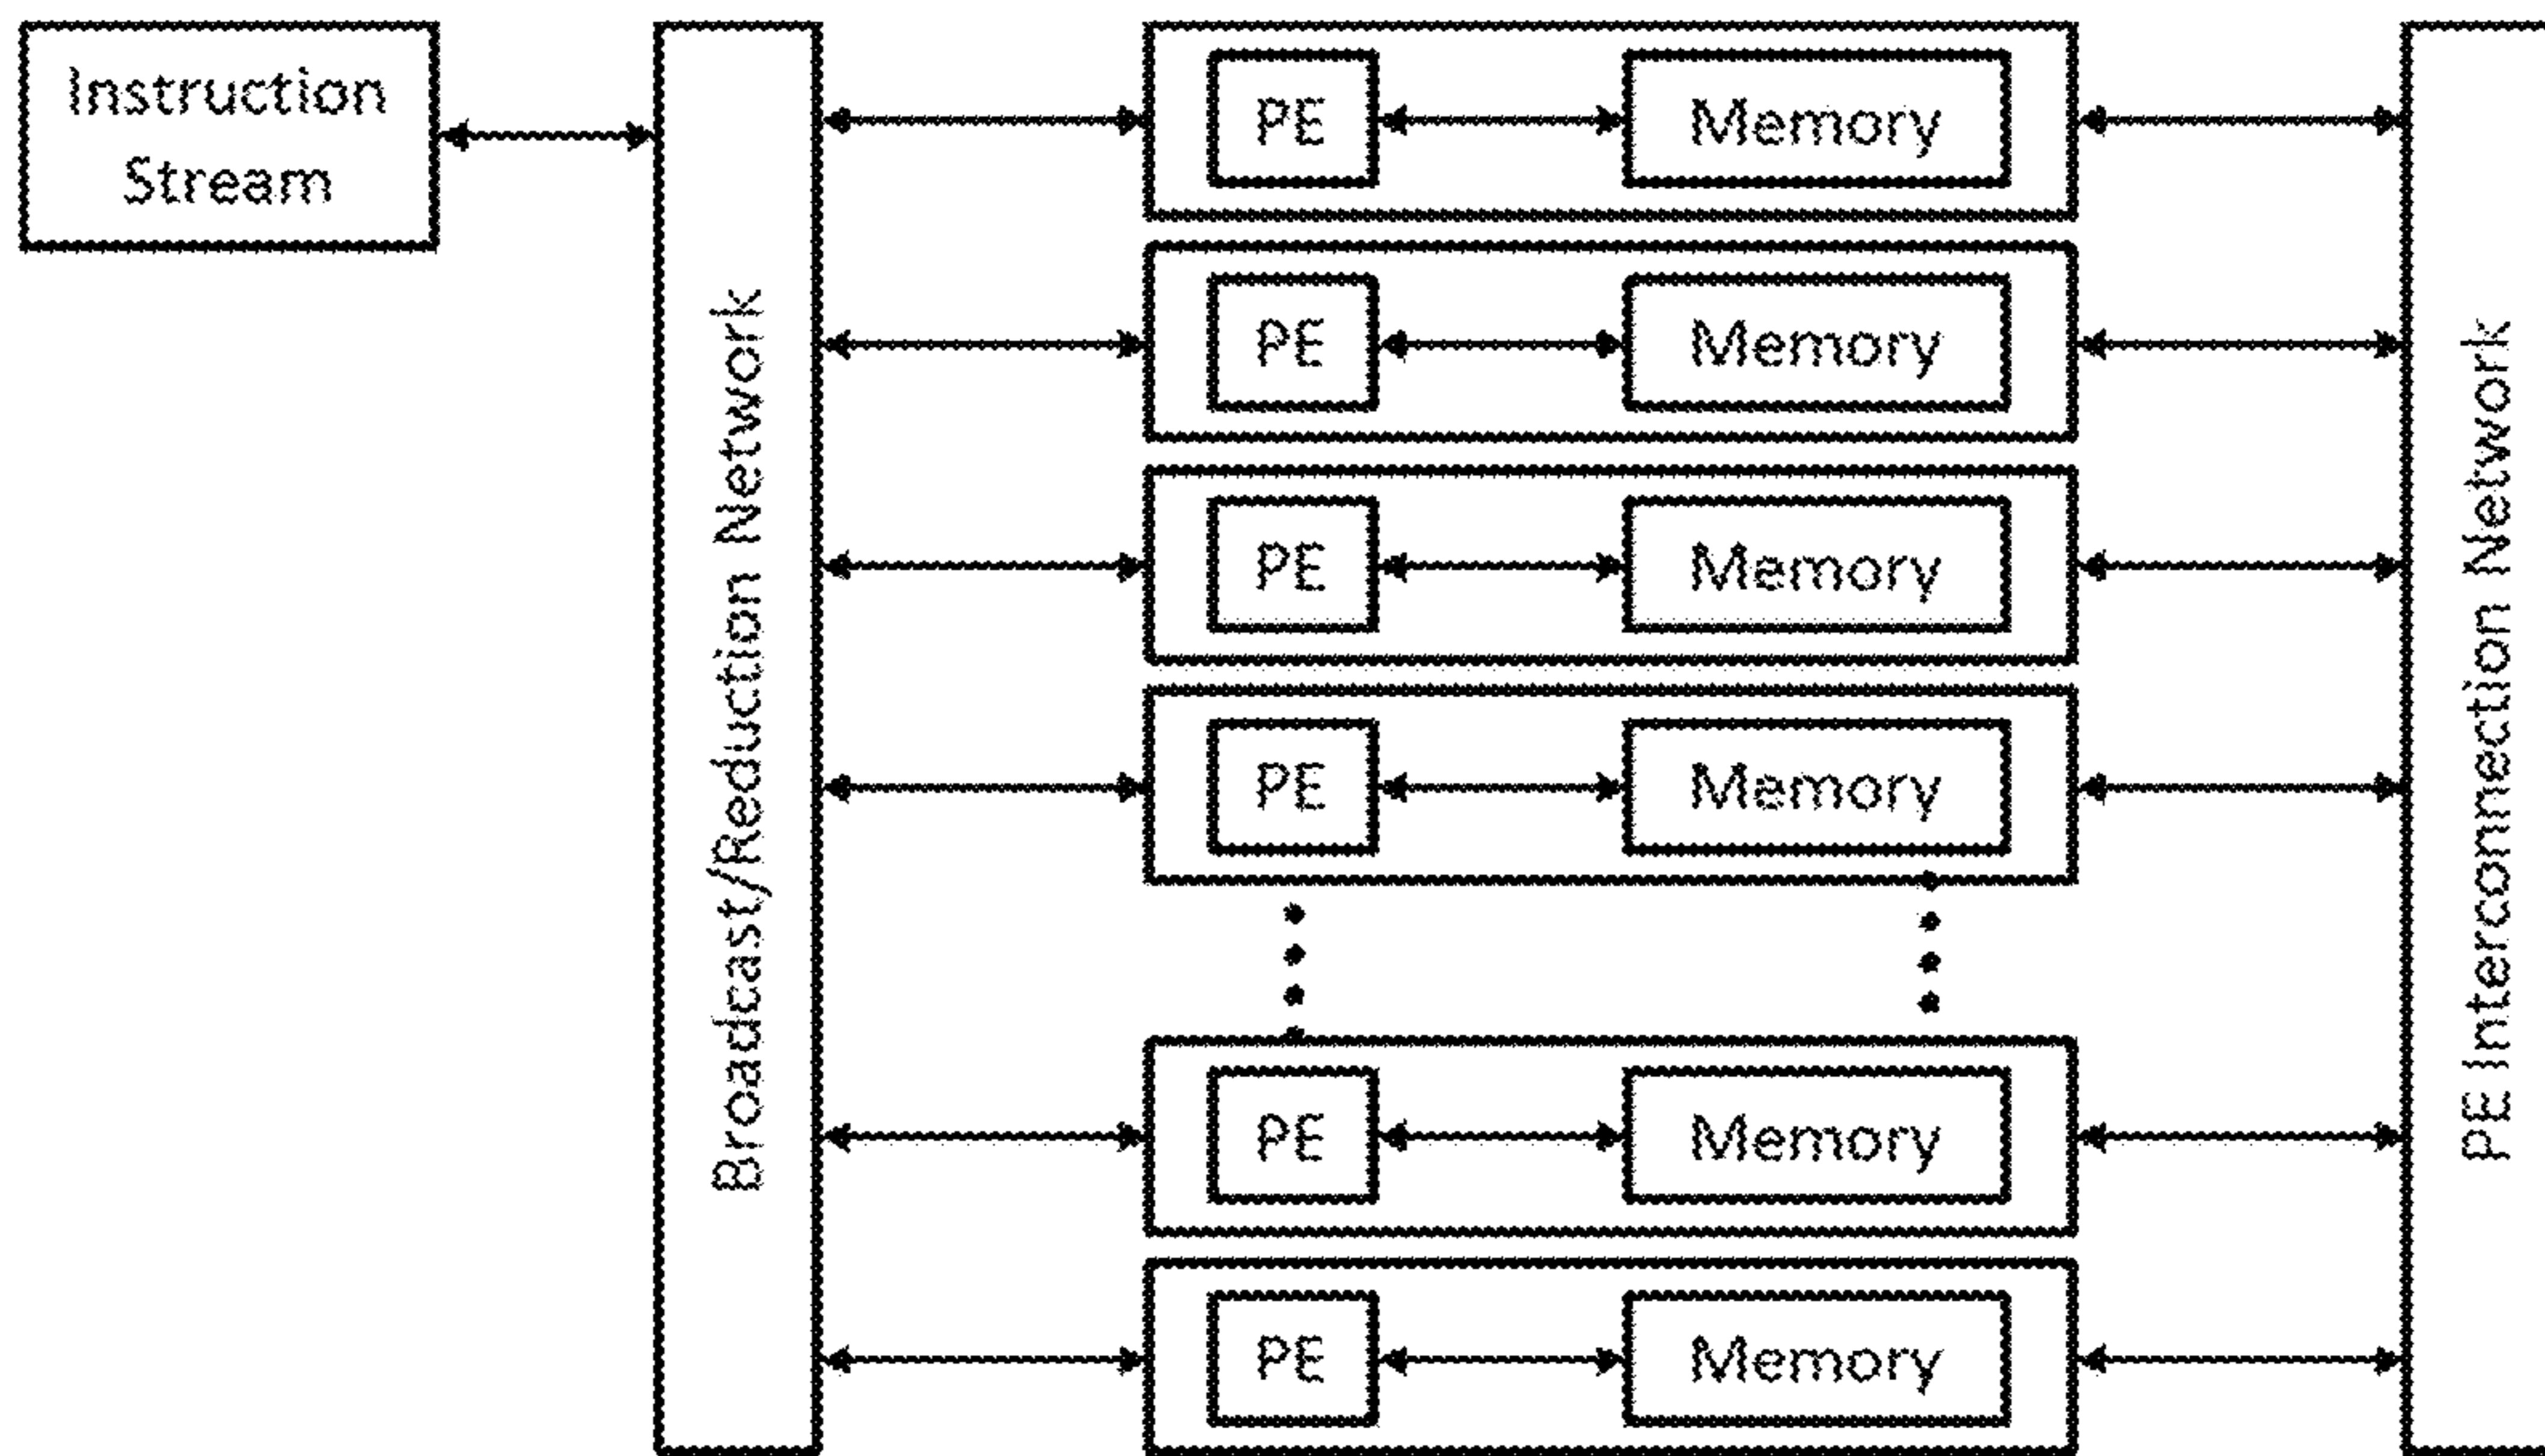 Instruction
Stream
Broadcast/Reduction Network
PE
Memory
PE
Memory
PE
Memory
PE
Memory
PE
Memory
PE
Memory
PE Interconnection Network